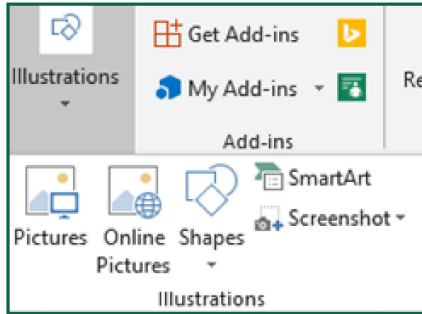 Get Add-ins
Illustrations
My Add-ins
Re
Add-ins
SmartArt
Screenshot
Pictures
Online
Pictures
Shapes
Illustrations